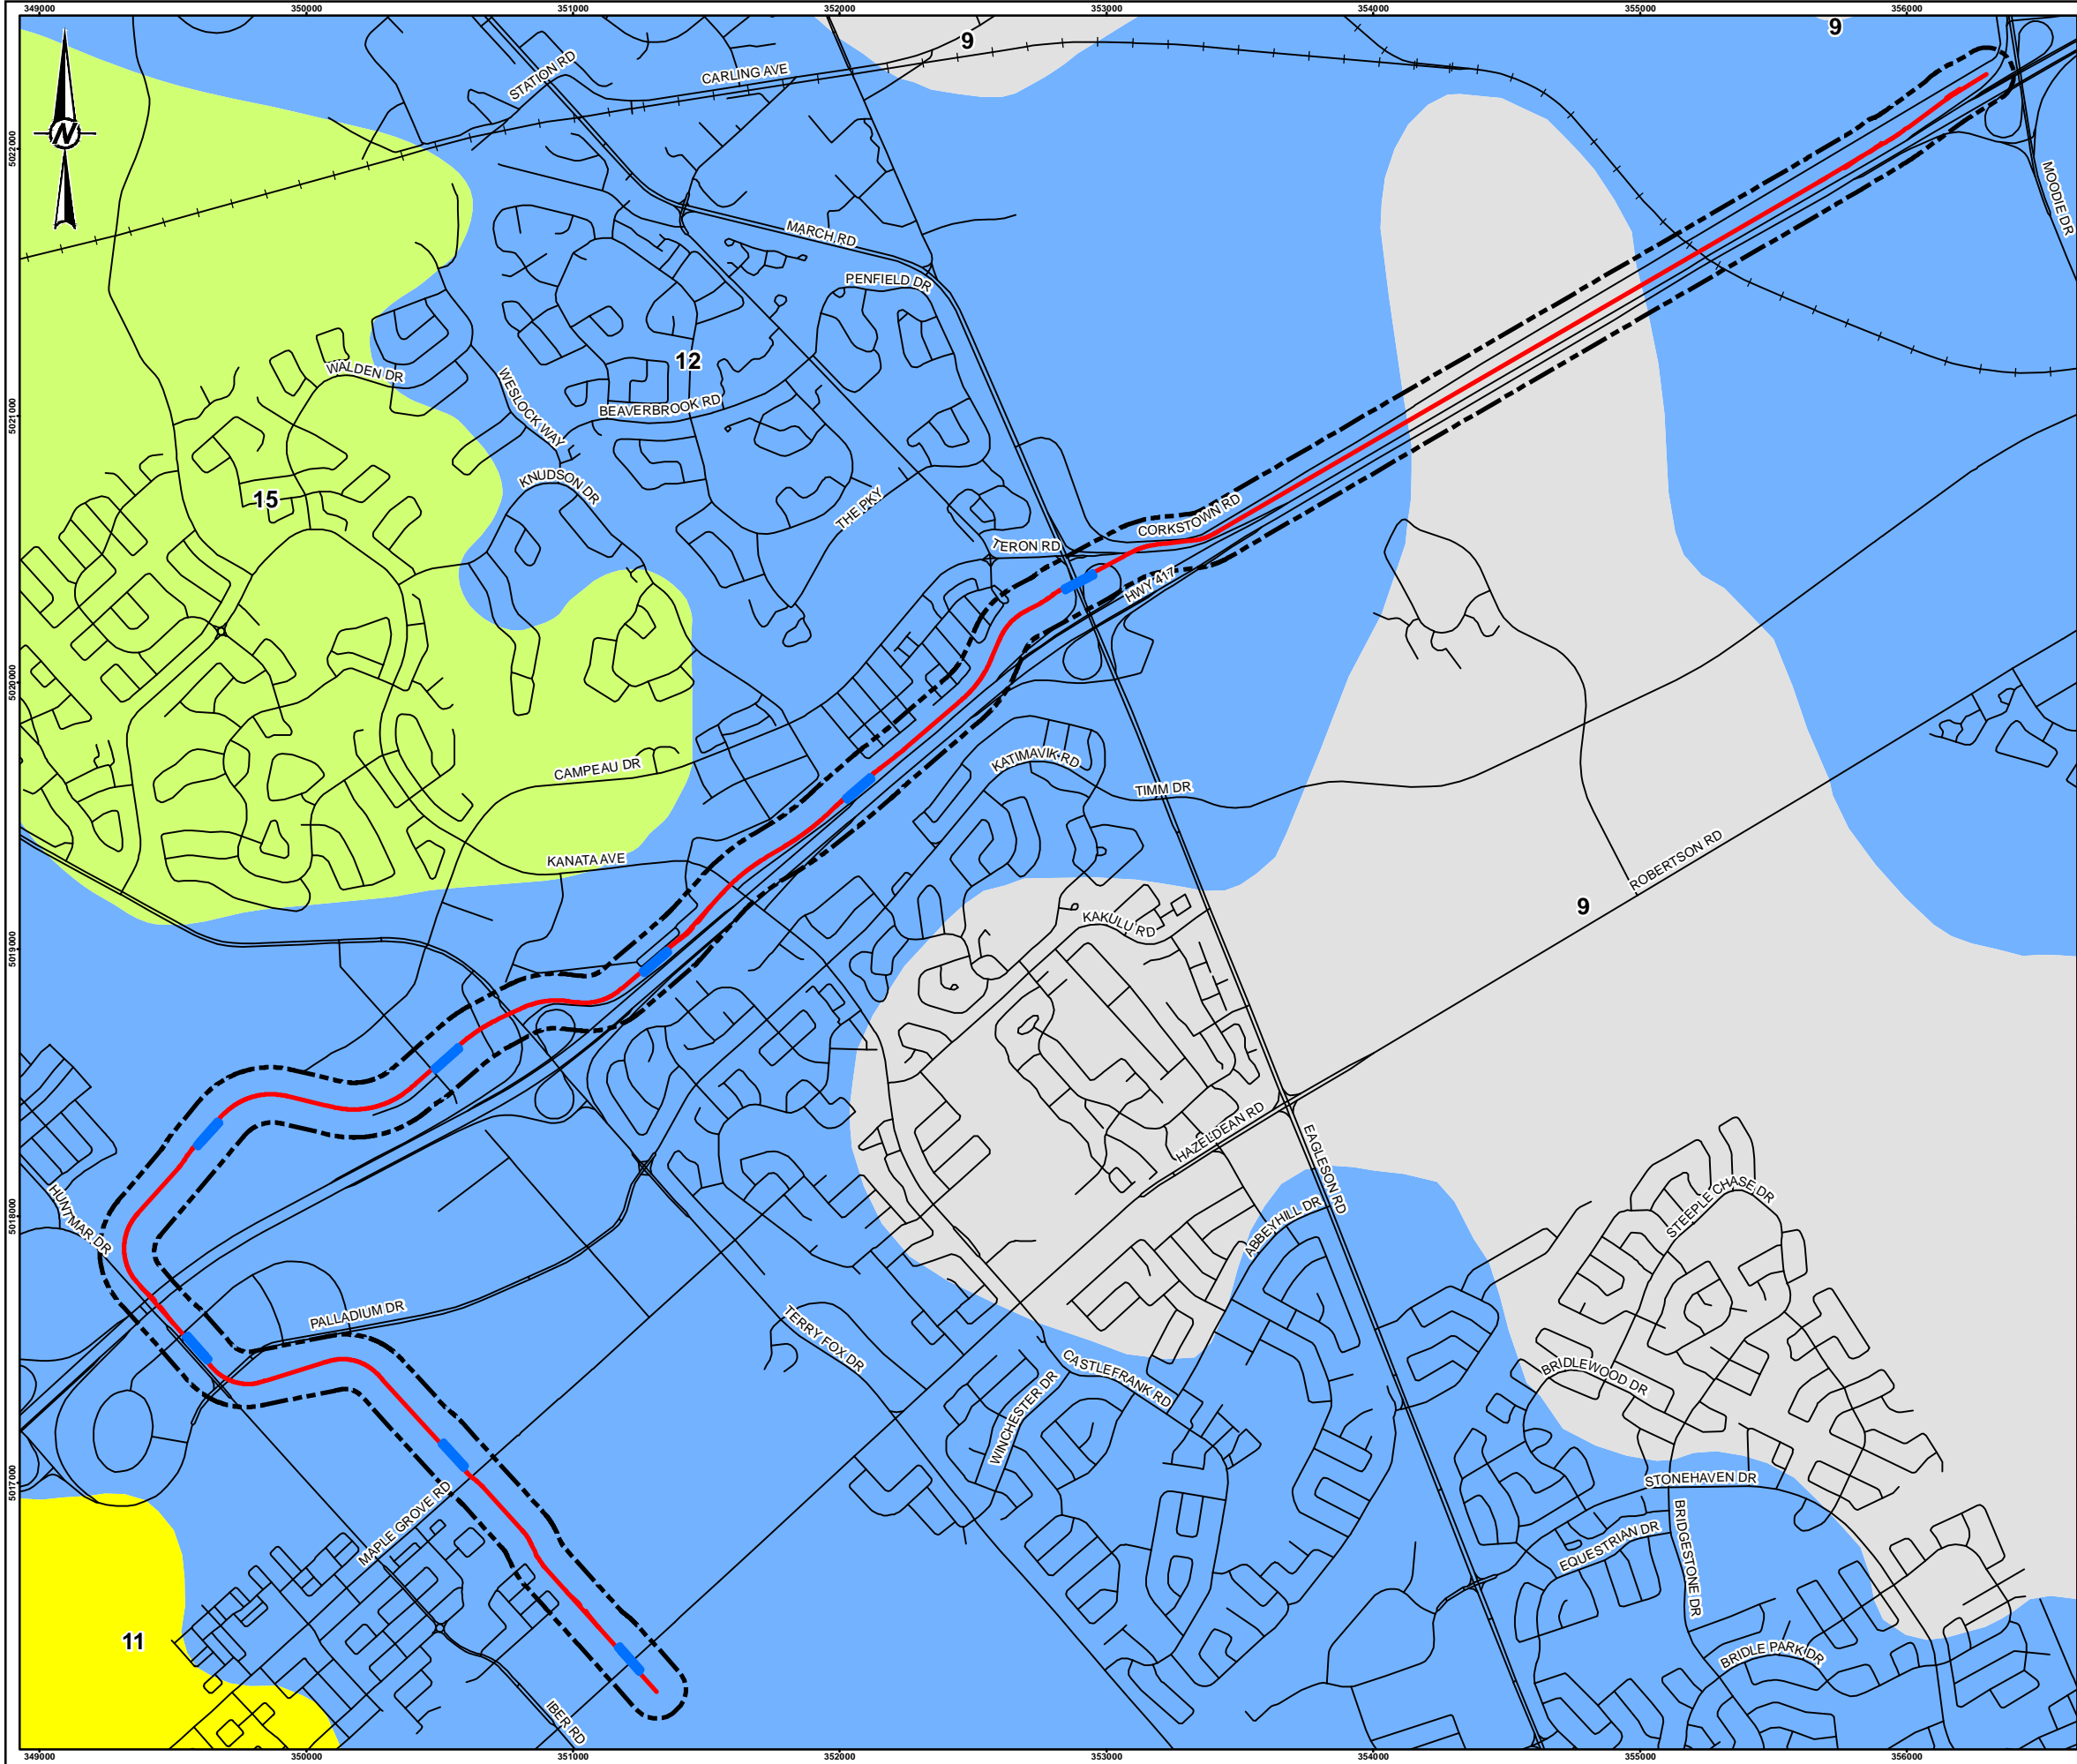 349000 350000 351000 352000 353000 354000 355000 356000
9
9
STATION RD
CARLING AVE
N
5022000
MOODIE DR
MARCH RD
PENFIELD DR
12
WALDEN DR
WESLOCK WAY
BEAVERBROOK RD
5021000
15
KNUDSON DR
THE PKY
CORKSTOWN RD
TERON RD
HWY 417
5020000
KATIMAVIK RD
CAMPEAU DR
TIMM DR
KANATA AVE
ROBERTSON RD
9
KAKULU RD
5019000
HAZELDEAN RD
EAGLESON RD
HUNTMAR DR
5018000
ABBEYHILL DR
STEEPLE CHASE DR
PALLADIUM DR
TERRY FOX DR
CASTLEFRANK RD
BRIDLEWOOD DR
WINCHESTER DR
5017000
STONEHAVEN DR
MAPLE GROVE RD
EQUESTRIAN DR
BRIDGESTONE DR
11
BRIDLE PARK DR
IBER RD
349000 350000 351000 352000 353000 354000 355000 356000